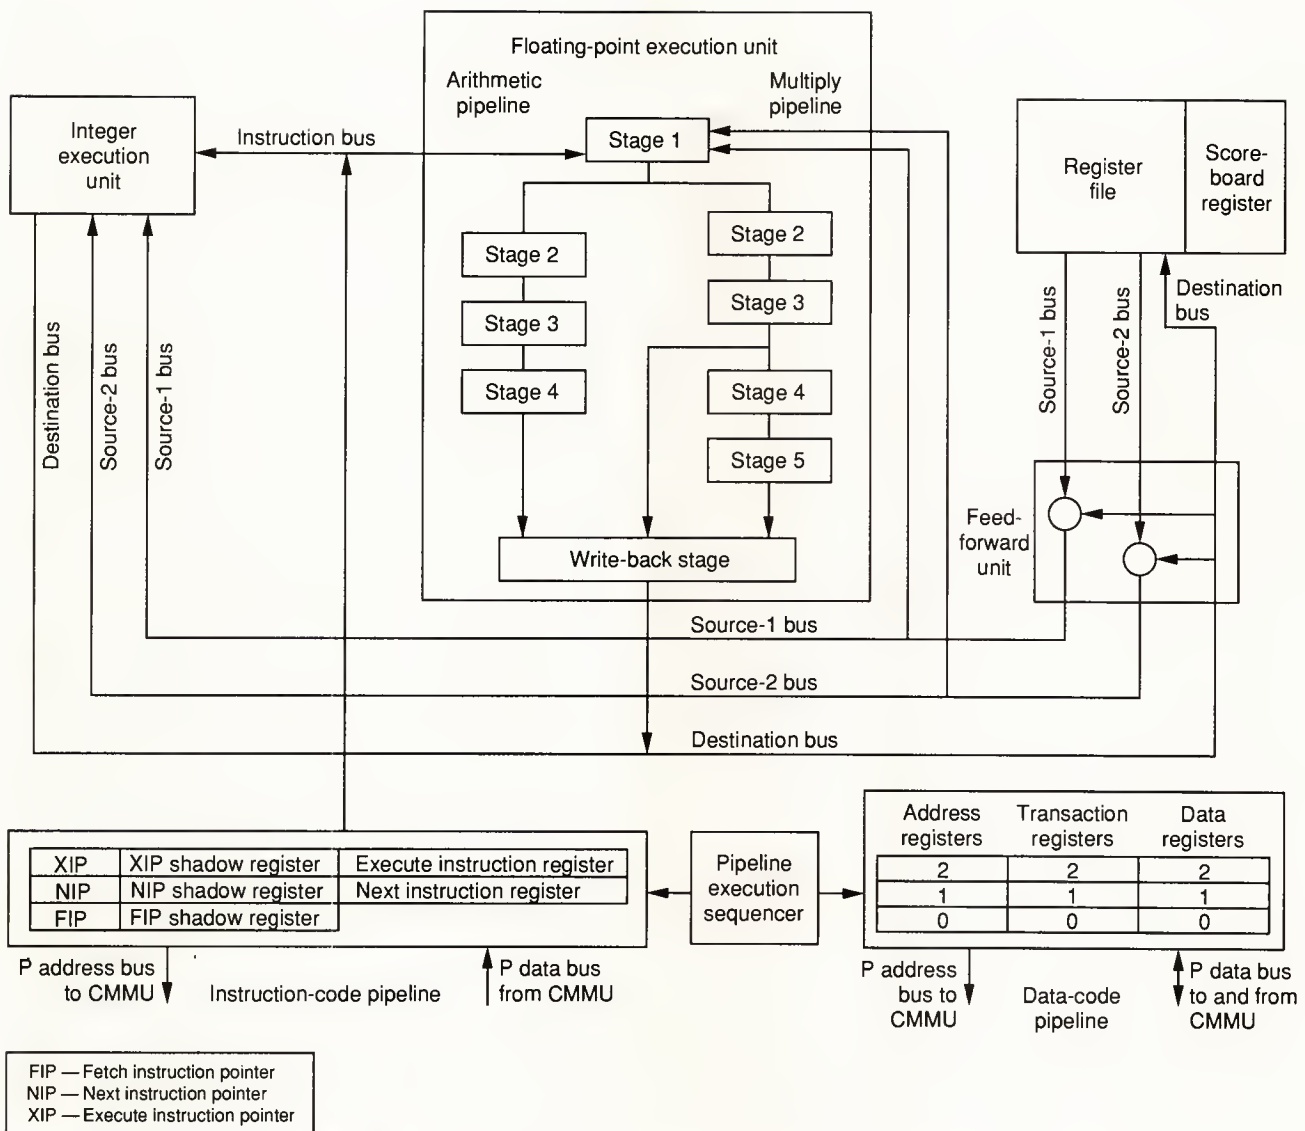 Floating-point execution unit
Arithmetic
pipeline
Multiply
pipeline
Integer
execution
unit
Instruction bus
Stage 1
Register
file
Score-
board
register
Stage 2
Stage 3
Stage 4
Stage 2
Stage 3
Stage 4
Stage 5
Write-back stage
Destination bus
Source-2 bus
Source-1 bus
Source-1 bus
Source-2 bus
Destination
bus
Feed-
forward
unit
Source-1 bus
Source-2 bus
Destination bus
XIP XIP shadow register Execute instruction register
NIP NIP shadow register Next instruction register
FIP FIP shadow register
Pipeline
execution
sequencer
Address
registers
Transaction
registers
Data
registers
2 2 2
1 1 1
0 0 0
P address bus
to CMMU
Instruction-code pipeline
P data bus
from CMMU
P address
bus to
CMMU
Data-code
pipeline
P data bus
to and from
CMMU
FIP — Fetch instruction pointer
NIP — Next instruction pointer
XIP — Execute instruction pointer